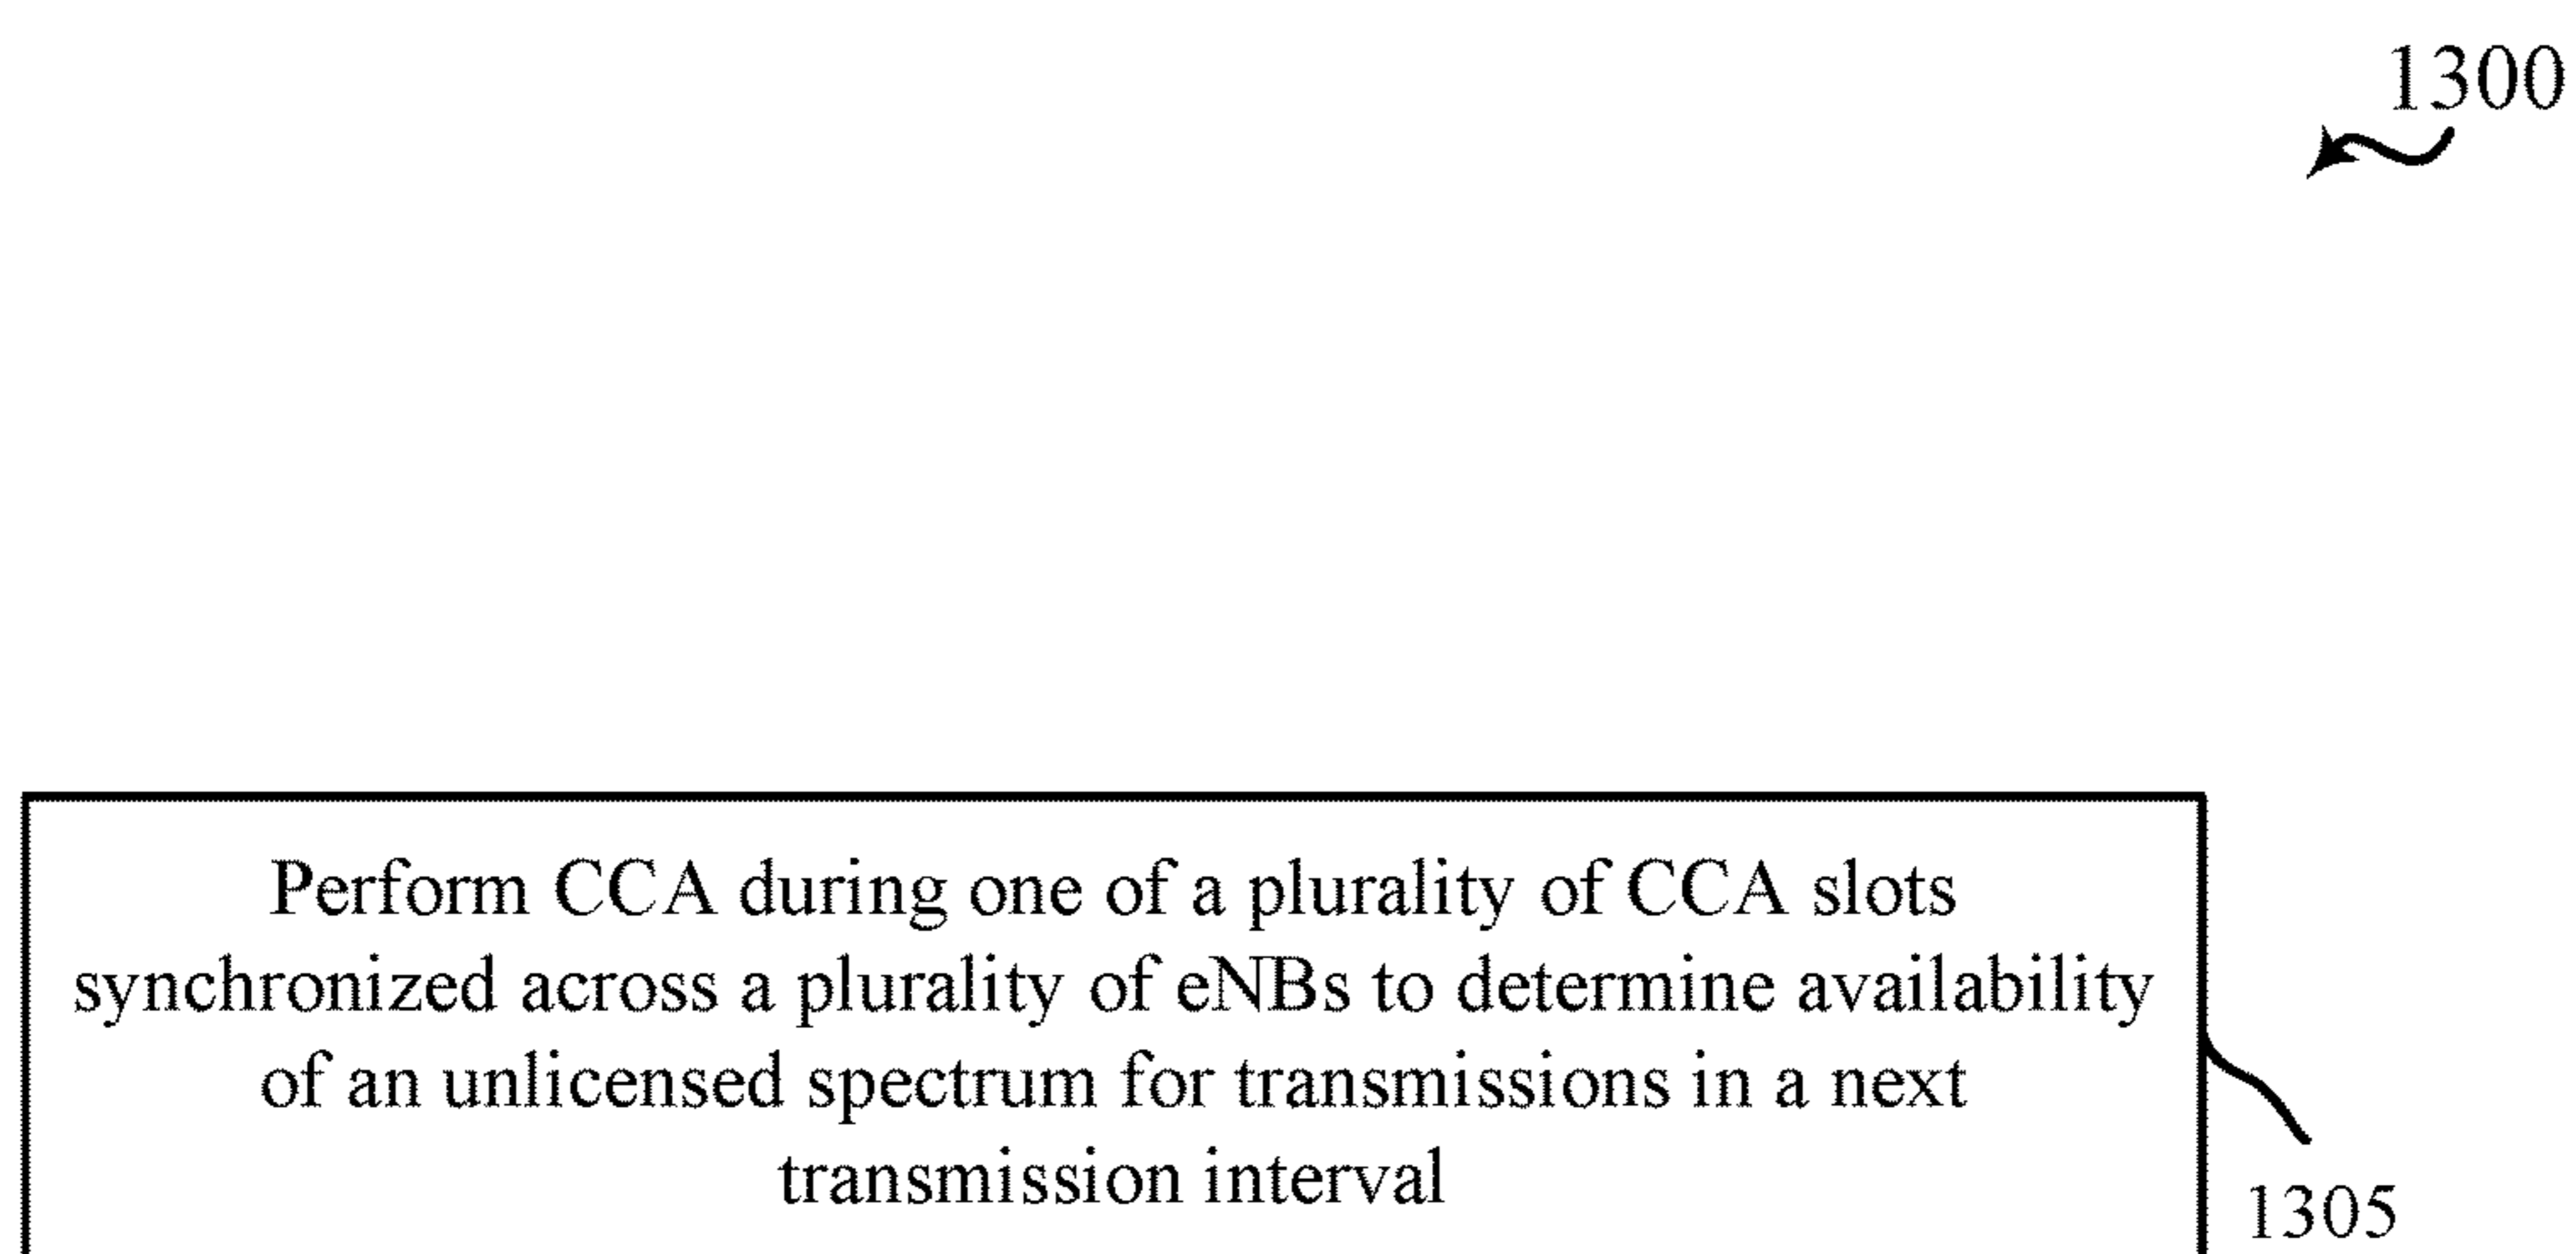 1300
Perform CCA during one of a plurality of CCA slots
synchronized across a plurality of eNBs to determine availability
of an unlicensed spectrum for transmissions in a next
transmission interval
1305